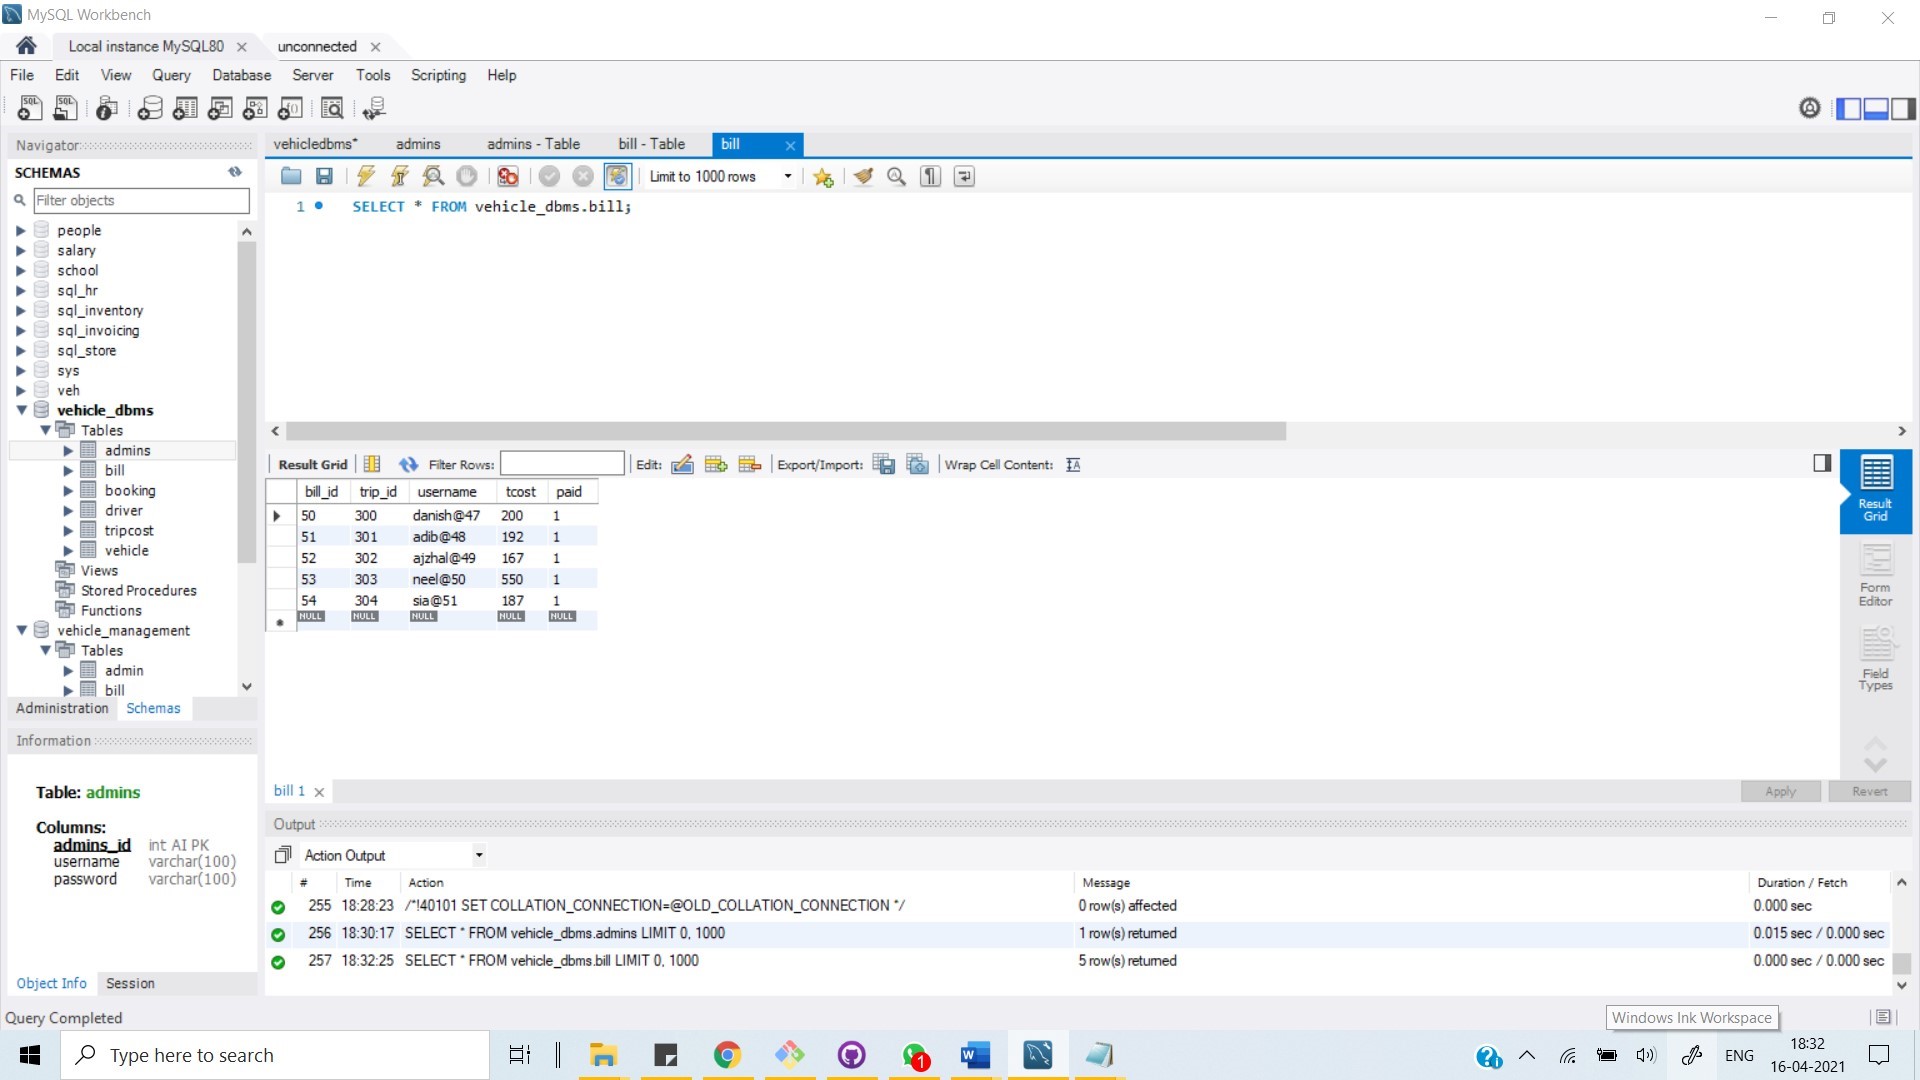 MySQL Workbench
Local instance MySQL80 unconnected
File Edit View Query Database Server Tools Scripting Help
Navigator
vehicledbms* admins admins - Table bill - Table bill
SCHEMAS
Limit to 1000 rows
Filter objects
1 SELECT * FROM vehicle_dbms.bill;
people
salary
school
sql_hr
sql_inventory
sql_invoicing
sql_store
sys
veh
vehicle_dbms
Tables
admins
bill
booking
driver
tripcost
vehicle
Views
Stored Procedures
Functions
vehicle_management
Tables
admin
bill
Administration Schemas
Result Grid Filter Rows: Edit: Export/Import: Wrap Cell Content:
bill_id trip_id username tcost paid
50 300 danish@47 200 1
51 301 adib@48 192 1
52 302 ajzhal@49 167 1
53 303 neel@50 550 1
54 304 sia@51 187 1
NULL NULL NULL NULL NULL
Result
Grid
Form
Editor
Field
Types
bill 1 Apply Revert
Information
Table: admins
Columns:
admins_id int AI PK
username varchar(100)
password varchar(100)
Object Info Session
Output
Action Output
# Time Action Message Duration / Fetch
255 18:28:23 /*!40101 SET COLLATION_CONNECTION=@OLD_COLLATION_CONNECTION */ 0 row(s) affected 0.000 sec
256 18:30:17 SELECT * FROM vehicle_dbms.admins LIMIT 0, 1000 1 row(s) returned 0.015 sec / 0.000 sec
257 18:32:25 SELECT * FROM vehicle_dbms.bill LIMIT 0, 1000 5 row(s) returned 0.000 sec / 0.000 sec
Query Completed
Windows Ink Workspace
Type here to search
1
ENG
18:32
16-04-2021